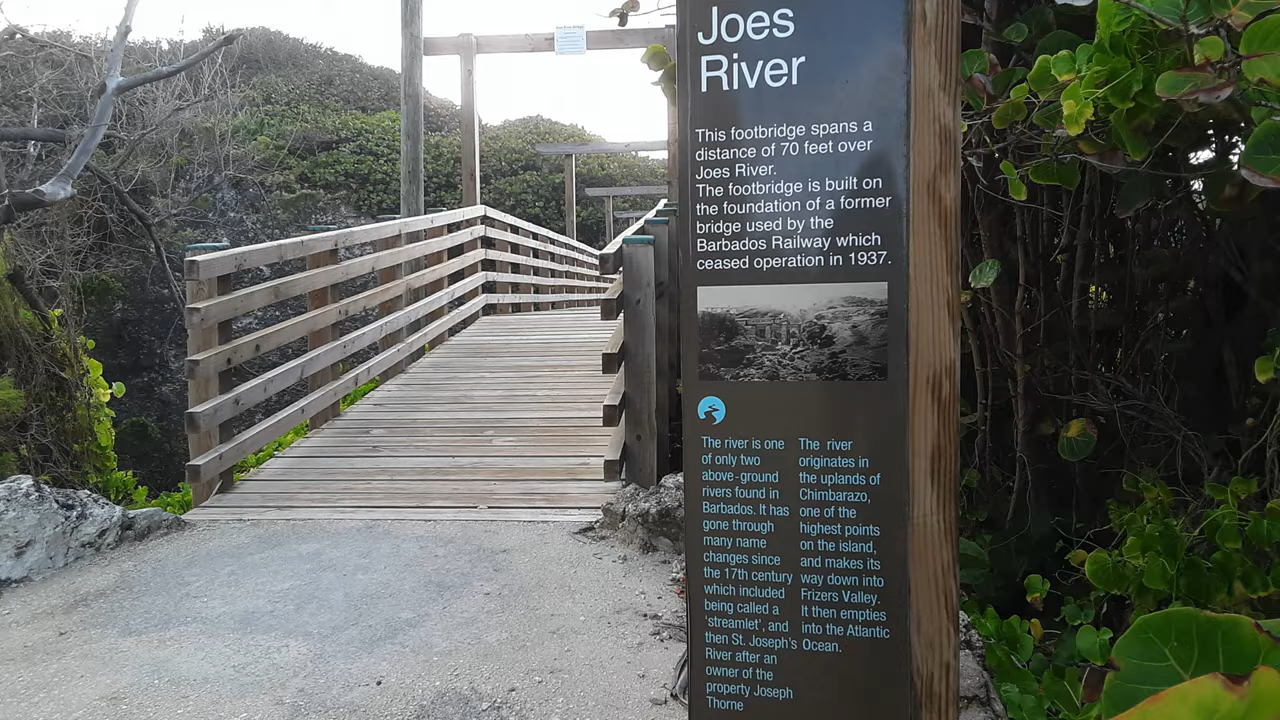 Joes
River
This footbridge spans a
distance of 70 feet over
Joes River.
The footbridge is built on
the foundation of a former
bridge used by the
Barbados Railway which
ceased operation in 1937.
The river is one
of only two
above-ground
rivers found in
Barbados. It has
gone through
many name
changes since
the 17th century
which included
being called a
'streamlet', and
then St. Joseph's
River after an
owner of the
property Joseph
Thorne
The river
originates in
the uplands of
Chimbarazo,
one of the
highest points
on the island,
and makes its
way down into
Frizers Valley.
It then empties
into the Atlantic
Ocean.